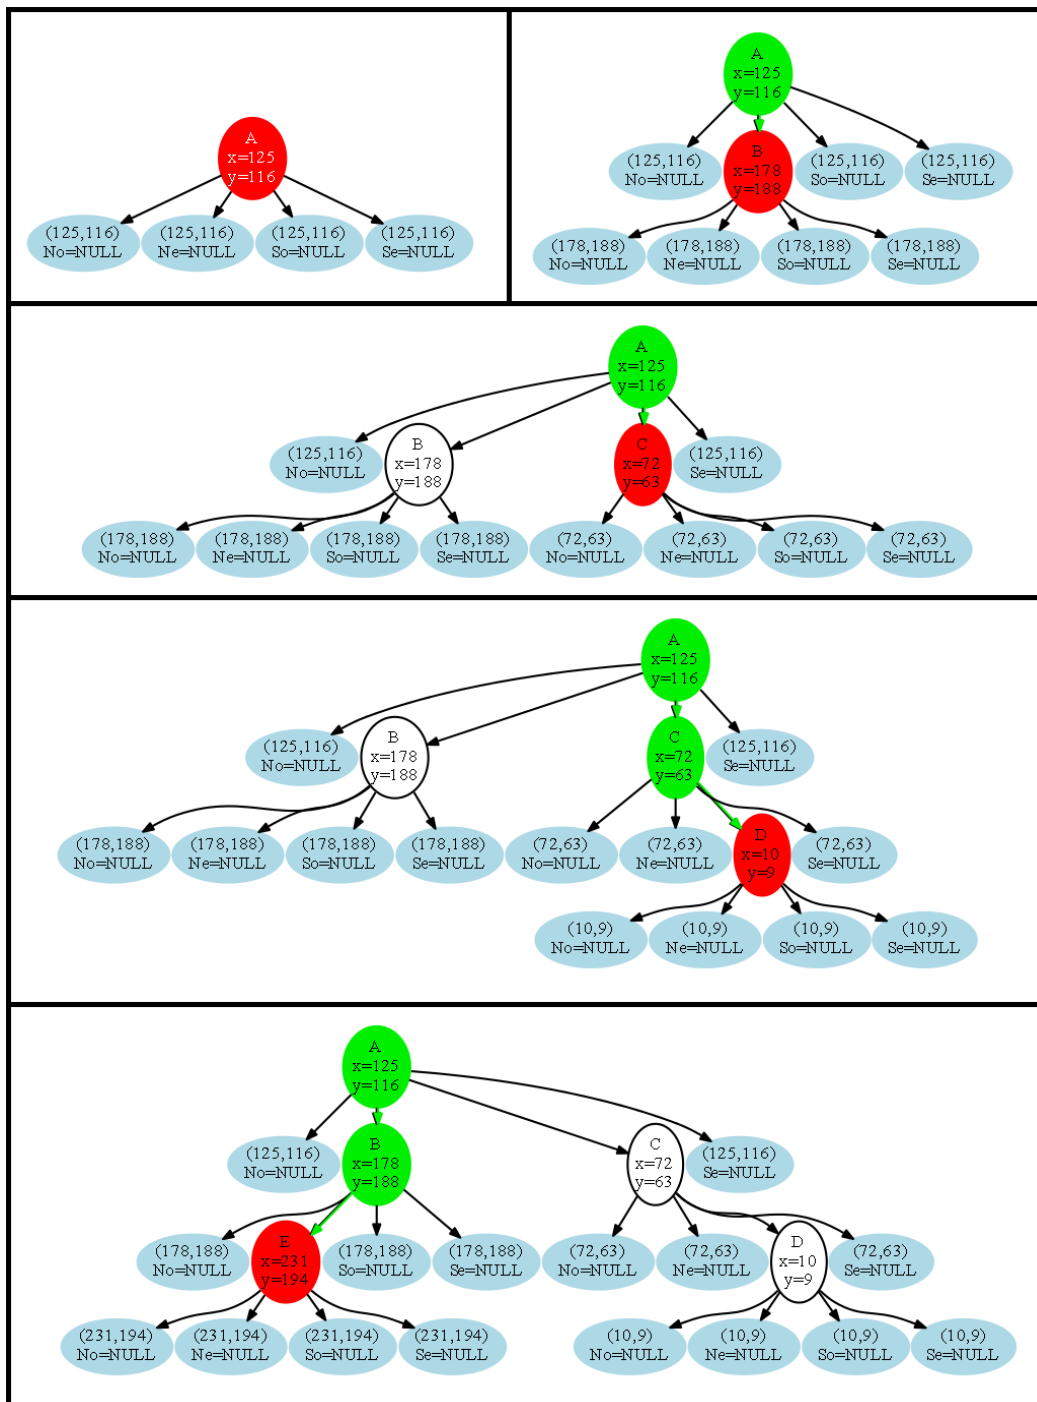 A
x=125
y=116
(125,116)
No=NULL
(125,116)
Ne=NULL
(125,116)
So=NULL
(125,116)
Se=NULL
A
x=125
y=116
(125,116)
No=NULL
B
x=178
y=188
(125,116)
So=NULL
(125,116)
Se=NULL
(178,188)
No=NULL
(178,188)
Ne=NULL
(178,188)
So=NULL
(178,188)
Se=NULL
A
x=125
y=116
(125,116)
No=NULL
B
x=178
y=188
C
x=72
y=63
(125,116)
Se=NULL
(178,188)
No=NULL
(178,188)
Ne=NULL
(178,188)
So=NULL
(178,188)
Se=NULL
(72,63)
No=NULL
(72,63)
Ne=NULL
(72,63)
So=NULL
(72,63)
Se=NULL
A
x=125
y=116
(125,116)
No=NULL
B
x=178
y=188
C
x=72
y=63
(125,116)
Se=NULL
(178,188)
No=NULL
(178,188)
Ne=NULL
(178,188)
So=NULL
(178,188)
Se=NULL
(72,63)
No=NULL
(72,63)
Ne=NULL
D
x=10
y=9
(72,63)
Se=NULL
(10,9)
No=NULL
(10,9)
Ne=NULL
(10,9)
So=NULL
(10,9)
Se=NULL
A
x=125
y=116
(125,116)
No=NULL
B
x=178
y=188
C
x=72
y=63
(125,116)
Se=NULL
(178,188)
No=NULL
E
x=231
y=194
(178,188)
So=NULL
(178,188)
Se=NULL
(72,63)
No=NULL
(72,63)
Ne=NULL
D
x=10
y=9
(72,63)
Se=NULL
(231,194)
No=NULL
(231,194)
Ne=NULL
(231,194)
So=NULL
(231,194)
Se=NULL
(10,9)
No=NULL
(10,9)
Ne=NULL
(10,9)
So=NULL
(10,9)
Se=NULL